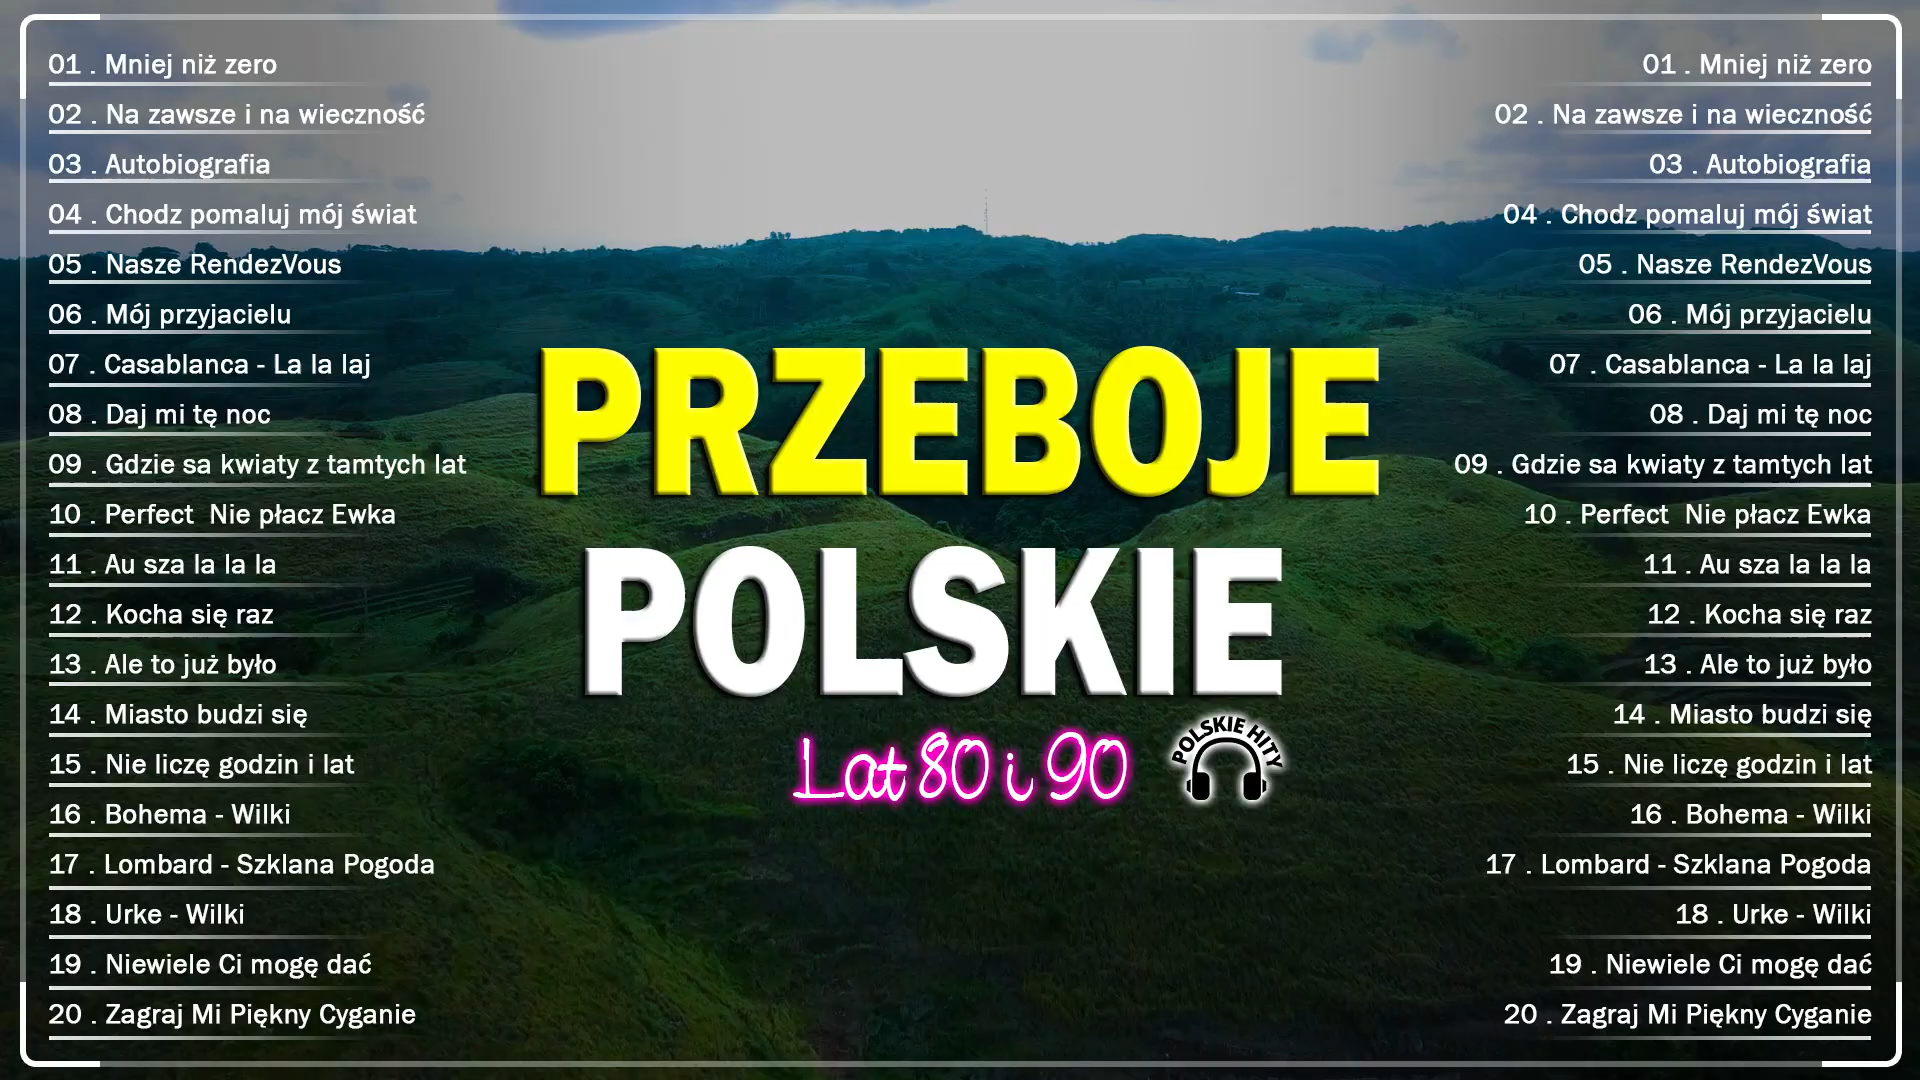 01 . Mniej niż zero
02 . Na zawsze i na wieczność
03 . Autobiografia
04 . Chodz pomaluj mój świat
05 . Nasze RendezVous
06 . Mój przyjacielu
07 . Casablanca - La la laj
08 . Daj mi tę noc
09 . Gdzie sa kwiaty z tamtych lat
10 . Perfect  Nie płacz Ewka
11 . Au sza la la la
12 . Kocha się raz
13 . Ale to już było
14 . Miasto budzi się
15 . Nie liczę godzin i lat
16 . Bohema - Wilki
17 . Lombard - Szklana Pogoda
18 . Urke - Wilki
19 . Niewiele Ci mogę dać
20 . Zagraj Mi Piękny Cyganie
PRZEBOJE
POLSKIE
Lat 80 i 90
POLSKIE HITY
01 . Mniej niż zero
02 . Na zawsze i na wieczność
03 . Autobiografia
04 . Chodz pomaluj mój świat
05 . Nasze RendezVous
06 . Mój przyjacielu
07 . Casablanca - La la laj
08 . Daj mi tę noc
09 . Gdzie sa kwiaty z tamtych lat
10 . Perfect  Nie płacz Ewka
11 . Au sza la la la
12 . Kocha się raz
13 . Ale to już było
14 . Miasto budzi się
15 . Nie liczę godzin i lat
16 . Bohema - Wilki
17 . Lombard - Szklana Pogoda
18 . Urke - Wilki
19 . Niewiele Ci mogę dać
20 . Zagraj Mi Piękny Cyganie